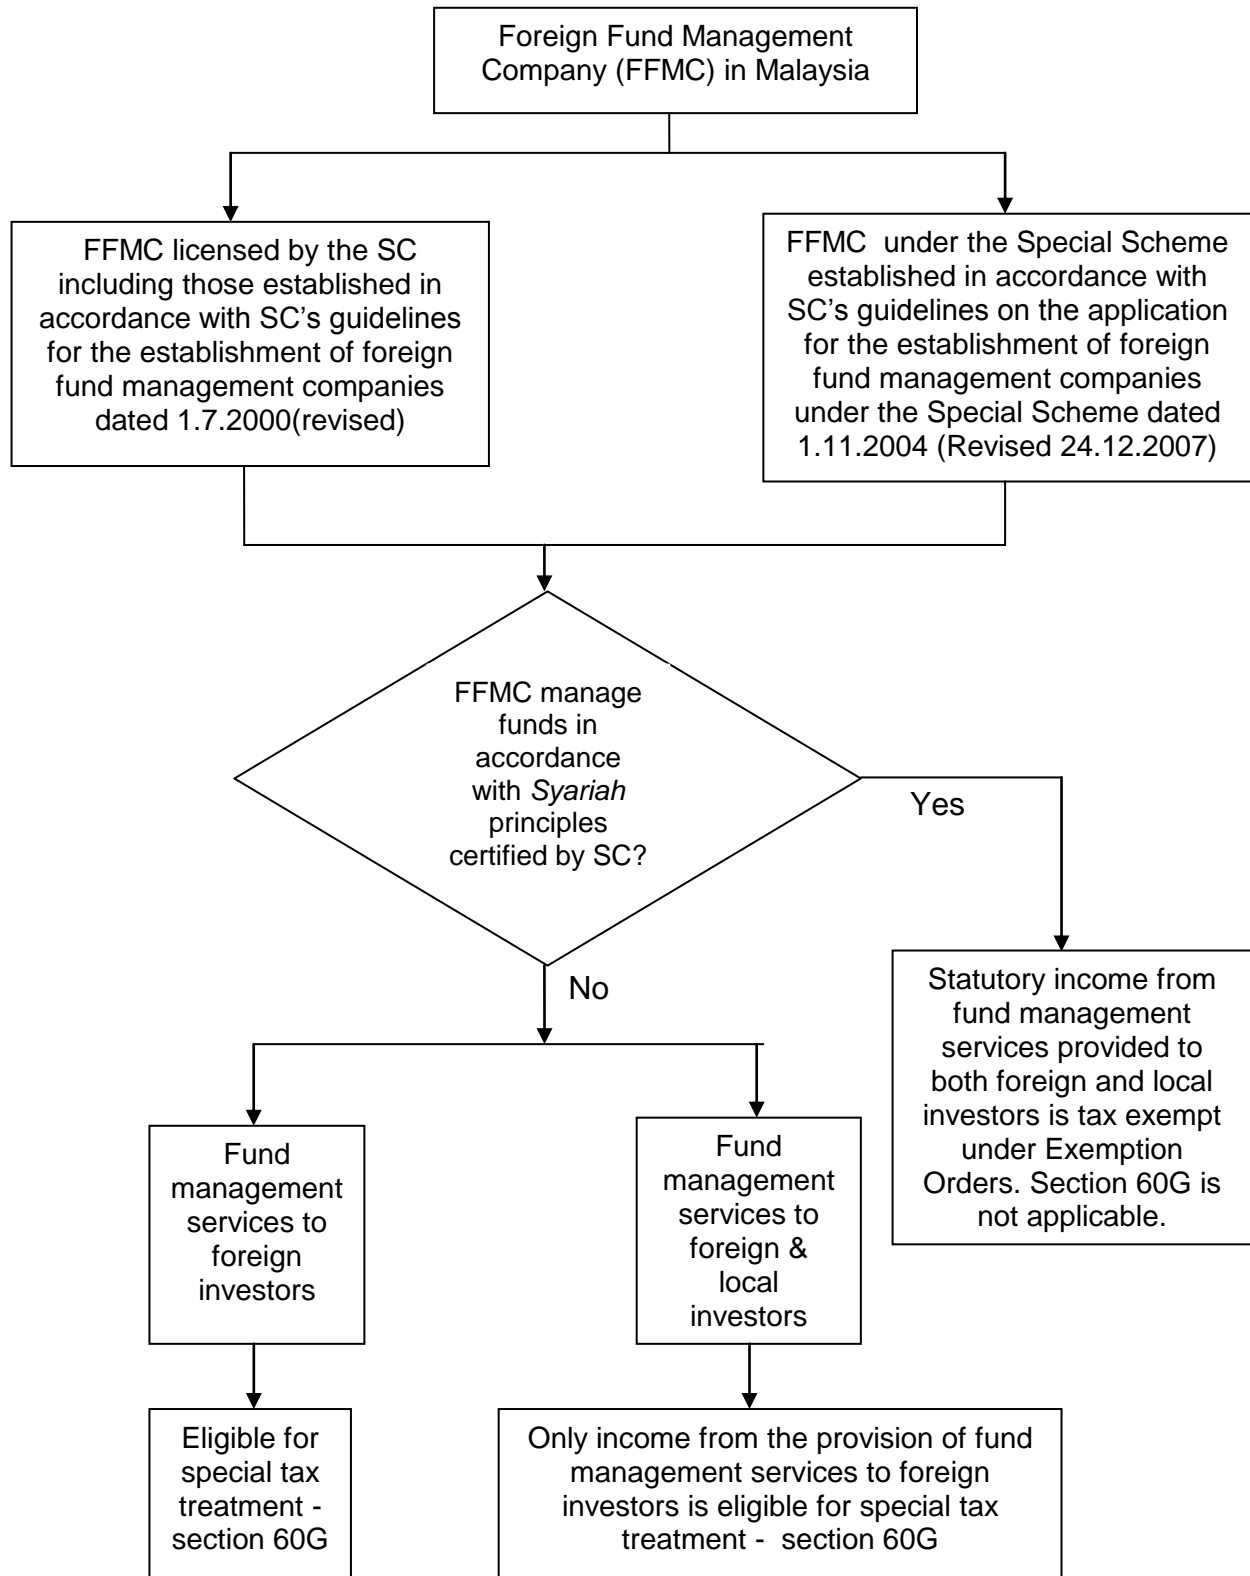 Foreign Fund Management
Company (FFMC) in Malaysia
FFMC licensed by the SC
including those established in
accordance with SC’s guidelines
for the establishment of foreign
fund management companies
dated 1.7.2000(revised)
FFMC under the Special Scheme
established in accordance with
SC’s guidelines on the application
for the establishment of foreign
fund management companies
under the Special Scheme dated
1.11.2004 (Revised 24.12.2007)
FFMC manage
funds in
accordance
with Syariah
principles
certified by SC?
Yes
No
Statutory income from
fund management
services provided to
both foreign and local
investors is tax exempt
under Exemption
Orders. Section 60G is
not applicable.
Fund
management
services to
foreign
investors
Fund
management
services to
foreign &
local
investors
Eligible for
special tax
treatment -
section 60G
Only income from the provision of fund
management services to foreign
investors is eligible for special tax
treatment - section 60G